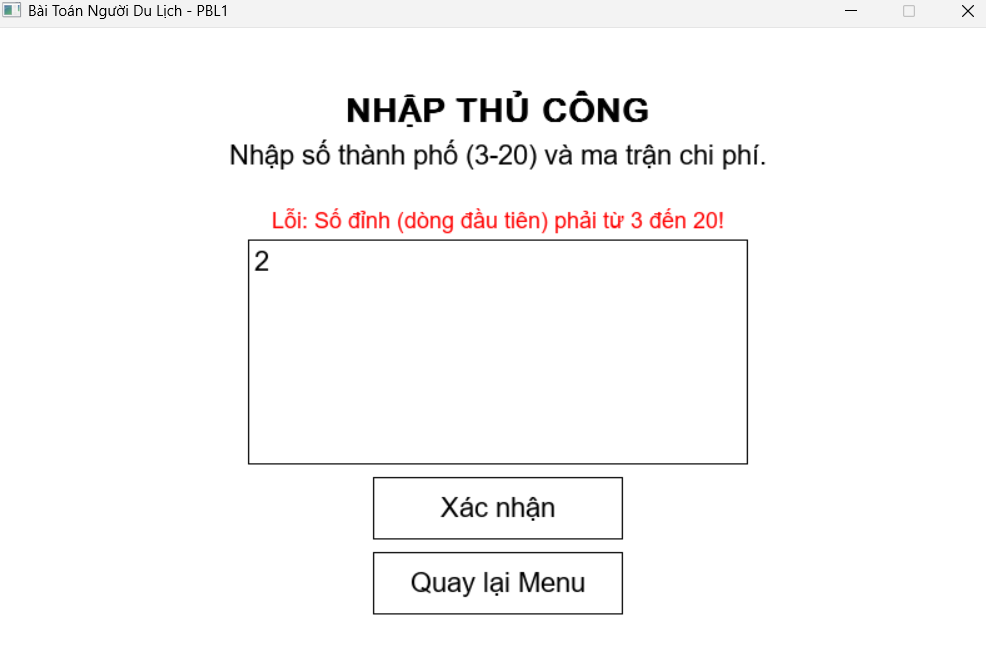 Bài Toán Người Du Lịch - PBL1
NHẬP THỦ CÔNG
Nhập số thành phố (3-20) và ma trận chi phí.
Lỗi: Số đỉnh (dòng đầu tiên) phải từ 3 đến 20!
2
Xác nhận
Quay lại Menu